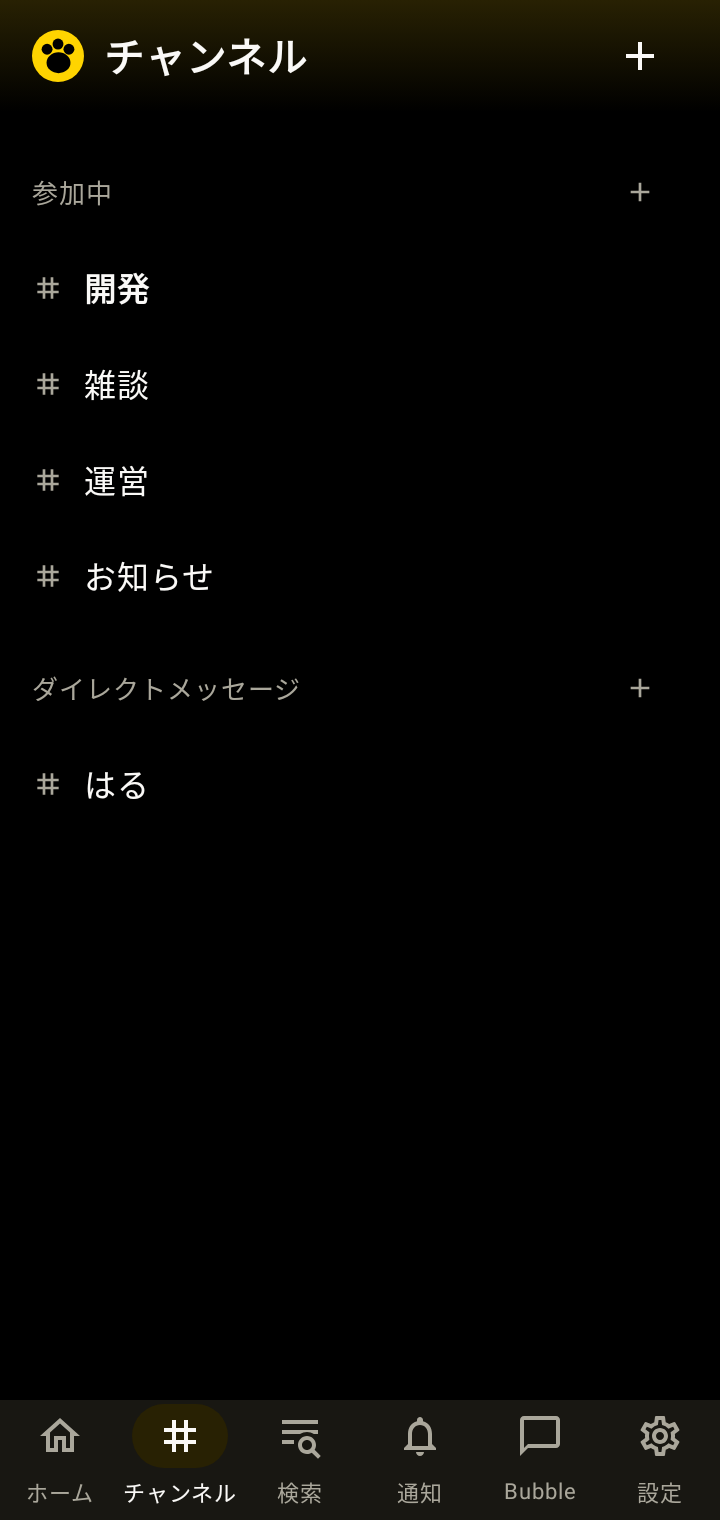 チャンネル
参加中
開発
雑談
運営
お知らせ
ダイレクトメッセージ
はる
ホーム
チャンネル
検索
通知
Bubble
設定